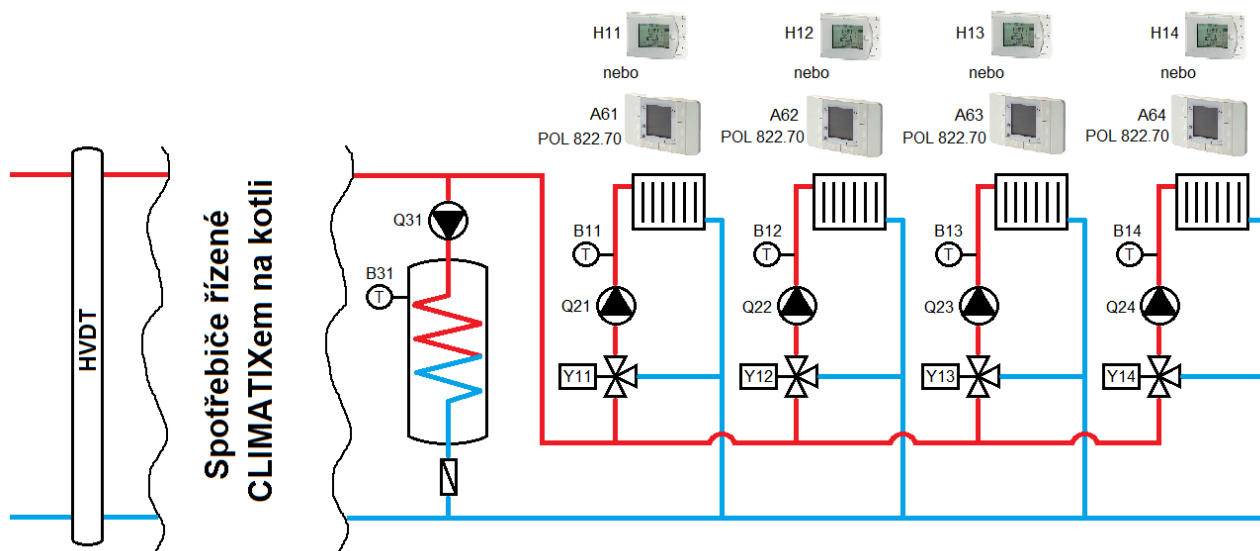 H11
H12
H13
H14
nebo
nebo
nebo
nebo
A61
POL 822.70
A62
POL 822.70
A63
POL 822.70
A64
POL 822.70
HVDT
Spotřebiče řízené
CLIMATIXem na kotli
Q31
B31
T
B11
T
B12
T
B13
T
B14
T
Q21
Q22
Q23
Q24
Y11
Y12
Y13
Y14